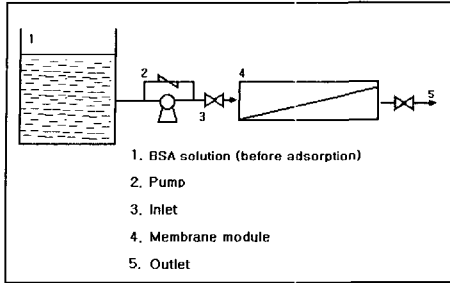 1
2
3
4
5
1. BSA solution (before adsorption)
2. Pump
3. Inlet
4. Membrane module
5. Outlet